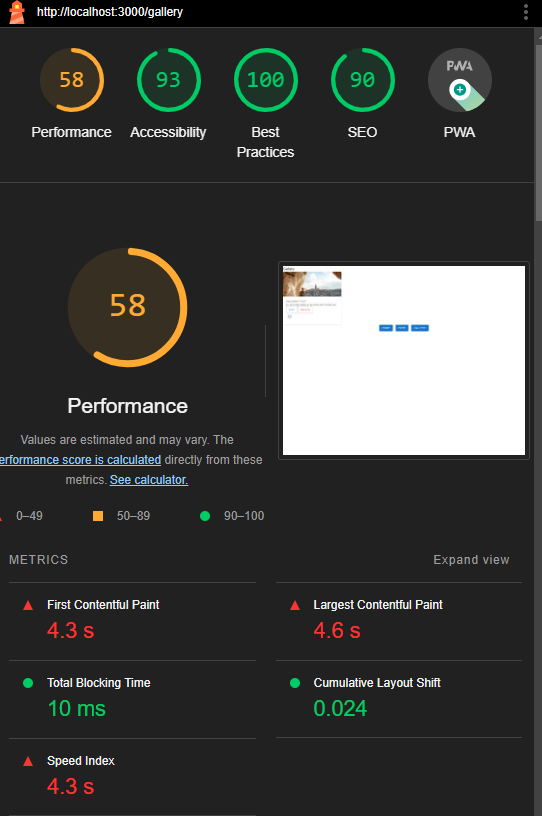 http://localhost:3000/gallery
58
93
100
90
PWA
Performance
Accessibility
Best
Practices
SEO
PWA
58
Performance
Values are estimated and may vary. The
erformance score is calculated directly from these
metrics. See calculator.
0–49
50–89
90–100
METRICS
Expand view
First Contentful Paint
4.3 s
Largest Contentful Paint
4.6 s
Total Blocking Time
10 ms
Cumulative Layout Shift
0.024
Speed Index
4.3 s